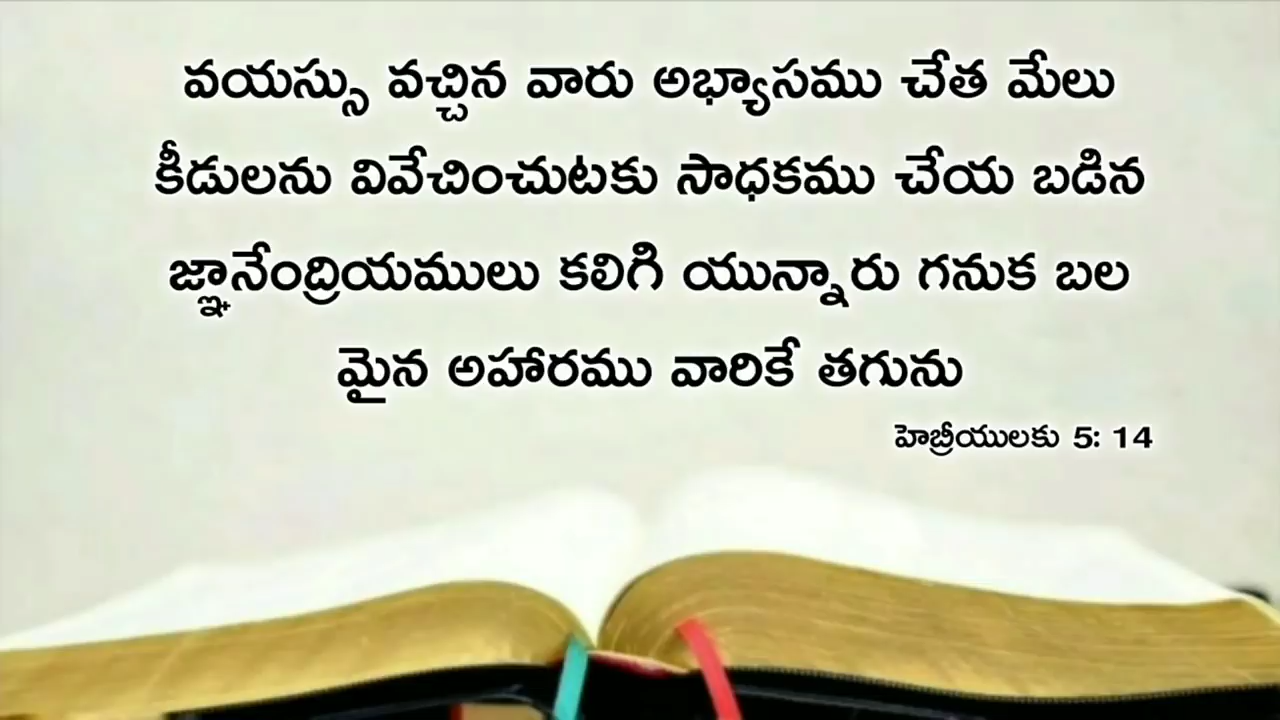 వయస్సు వచ్చిన వారు అభ్యాసము చేత మేలు
కీడులను వివేచించుటకు సాధకము చేయ బడిన
జ్ఞానేంద్రియములు కలిగి యున్నారు గనుక బల
మైన అహారము వారికే తగును
హెబ్రీయులకు 5: 14